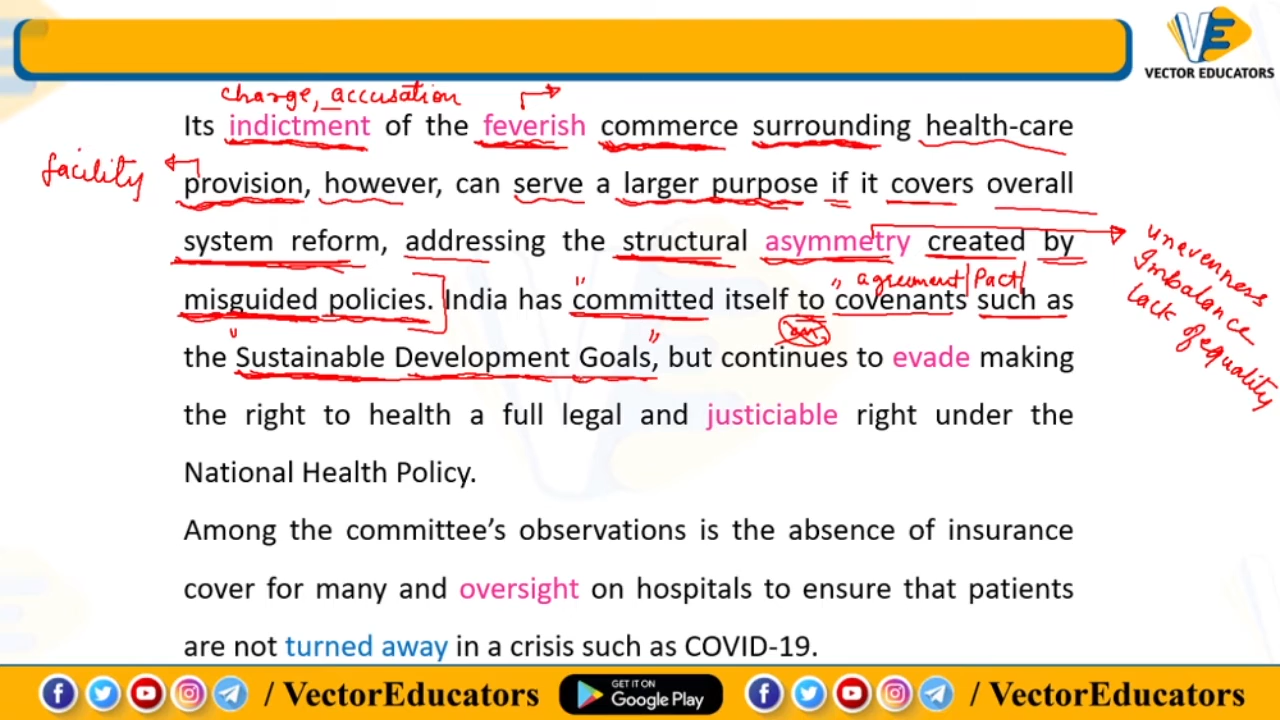 VE
VECTOR EDUCATORS
charge, accusation
Its indictment of the feverish commerce surrounding health-care
facility
provision, however, can serve a larger purpose if it covers overall
system reform, addressing the structural asymmetry created by
unevenness
Imbalance
lack of equality
agreement/Pact/
misguided policies. India has committed itself to covenants such as
the Sustainable Development Goals, but continues to evade making
the right to health a full legal and justiciable right under the
National Health Policy.
Among the committee’s observations is the absence of insurance
cover for many and oversight on hospitals to ensure that patients
are not turned away in a crisis such as COVID-19.
/ VectorEducators
GET IT ON
Google Play
/ VectorEducators